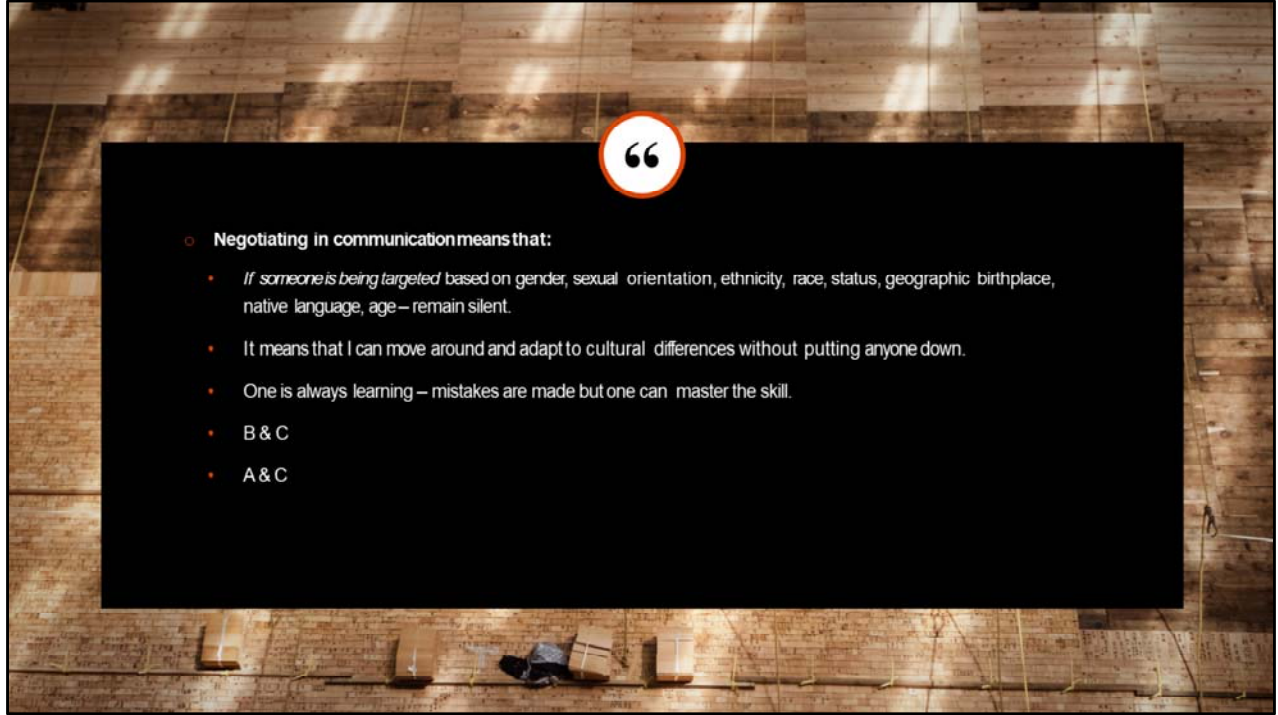 “
Negotiating in communication means that:
If someone is being targeted based on gender, sexual orientation, ethnicity, race, status, geographic birthplace,
native language, age – remain silent.
It means that I can move around and adapt to cultural differences without putting anyone down.
One is always learning – mistakes are made but one can master the skill.
B & C
A & C